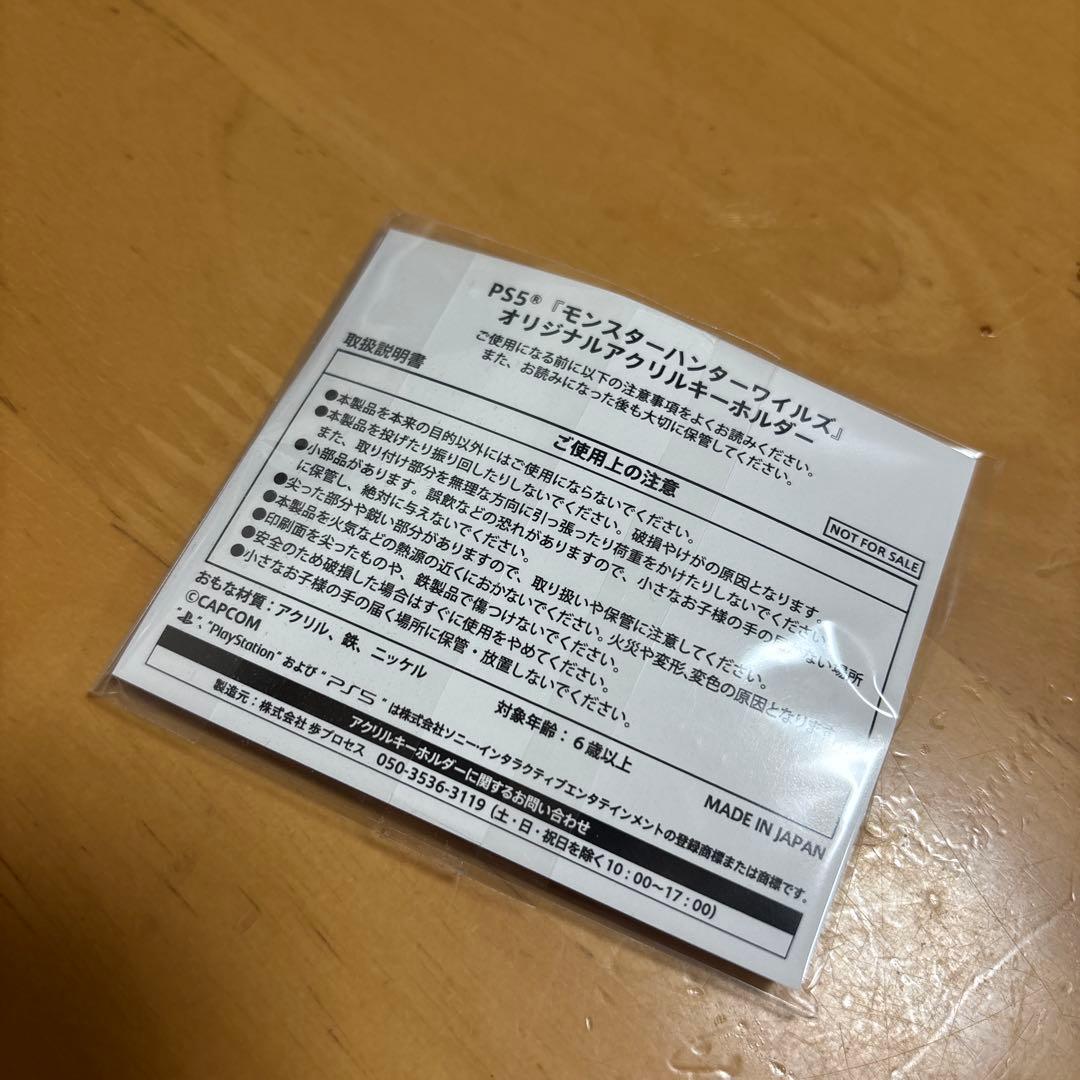 PS5®『モンスターハンターワイルズ』
オリジナルアクリルキーホルダー
ご使用になる前に以下の注意事項をよくお読みください。
また、お読みになった後も大切に保管してください。
取扱説明書
NOT FOR SALE
ご使用上の注意
●本製品を本来の目的以外にはご使用にならないでください。
●本製品を投げたり振り回したりしないでください。破損やけがの原因となります。
また、取り付け部分を無理な方向に引っ張ったり荷重をかけたりしないでください。
●小部品があります。誤飲などの恐れがありますので、小さなお子様の手の届かない場所
に保管し、絶対に与えないでください。
●尖った部分や鋭い部分がありますので、取り扱いや保管に注意してください。
●本製品を火気などの熱源の近くにおかないでください。火災や変形、変色の原因となります。
●印刷面を尖ったものや、鉄製品で傷つけないでください。
●安全のため破損した場合はすぐに使用をやめてください。
●小さなお子様の手の届く場所に保管・放置しないでください。
おもな材質：アクリル、鉄、ニッケル
対象年齢：6歳以上
MADE IN JAPAN
©CAPCOM
"、"PlayStation"および"PS5"は株式会社ソニー・インタラクティブエンタテインメントの登録商標または商標です。
アクリルキーホルダーに関するお問い合わせ
製造元：株式会社 歩プロセス 050-3536-3119（土・日・祝日を除く10：00～17：00）